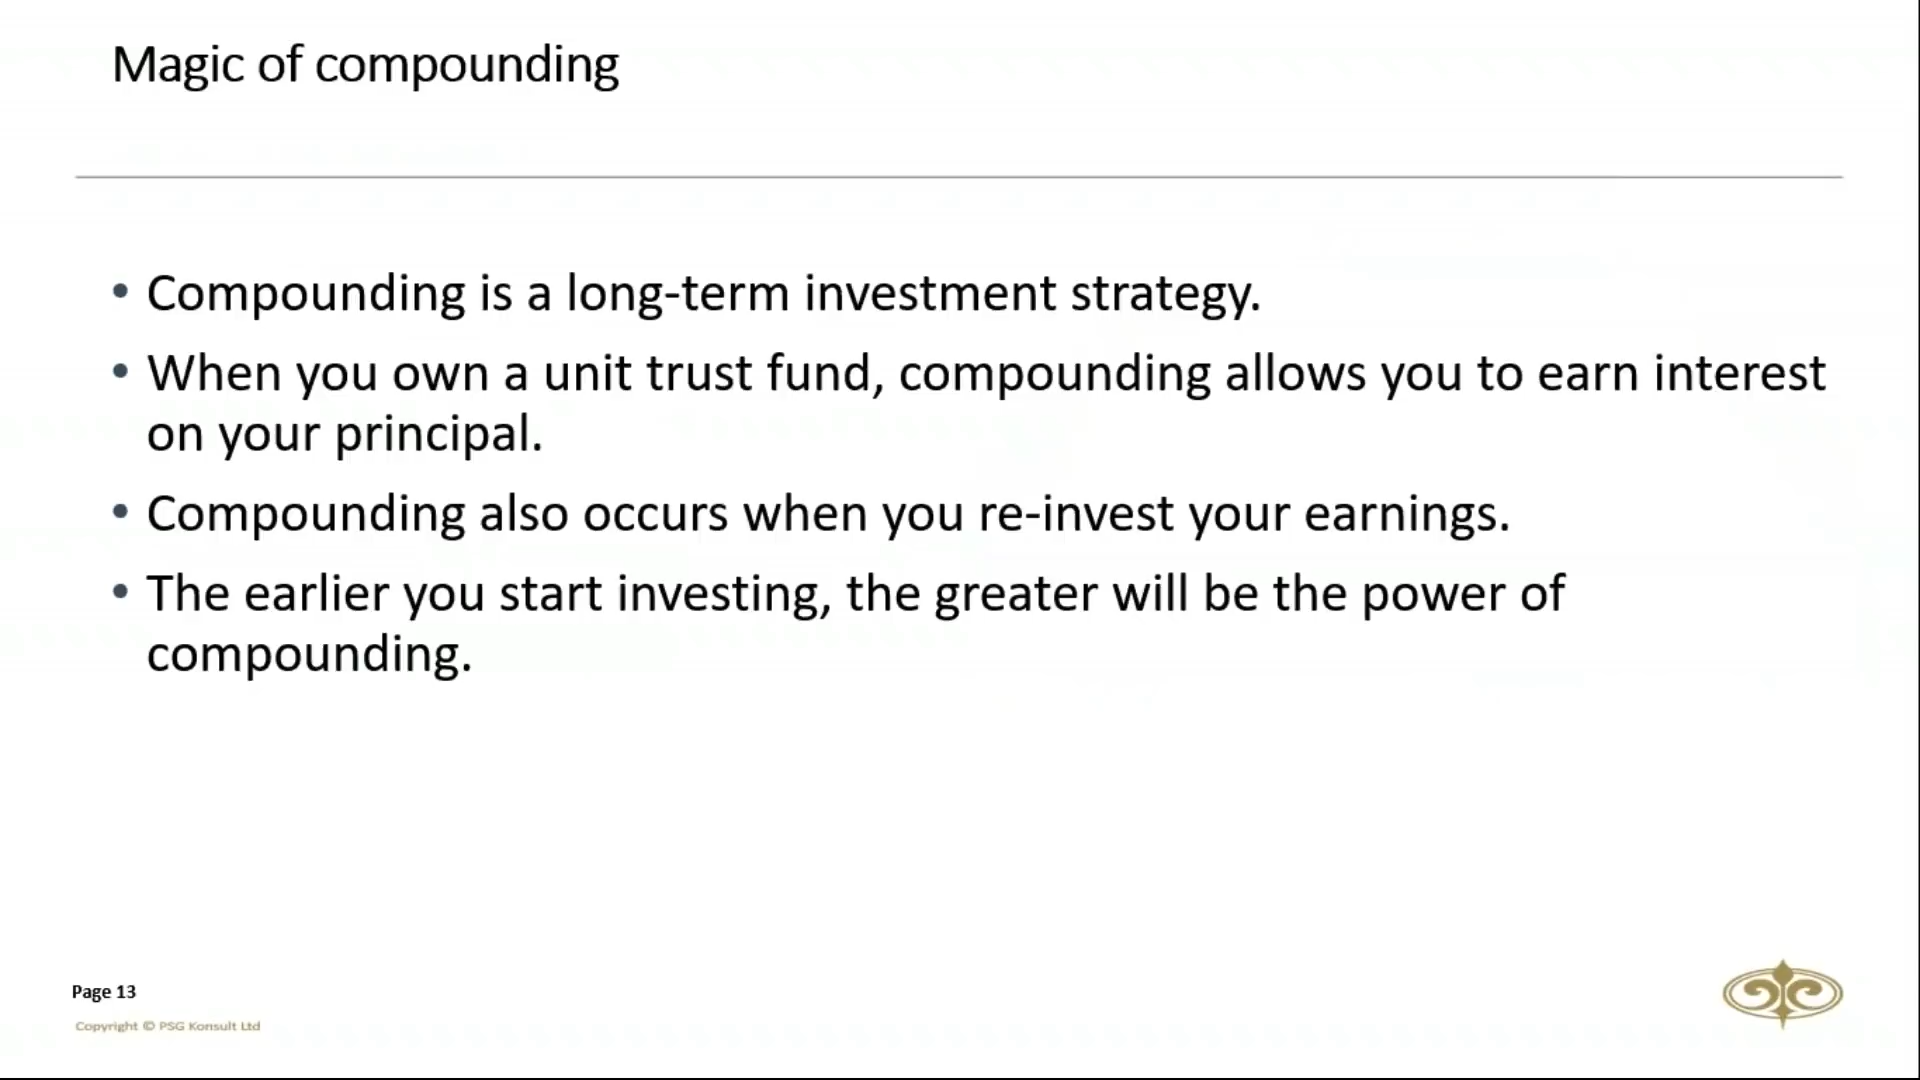 Magic of compounding
• Compounding is a long-term investment strategy.
• When you own a unit trust fund, compounding allows you to earn interest
on your principal.
• Compounding also occurs when you re-invest your earnings.
• The earlier you start investing, the greater will be the power of
compounding.
Page 13
Copyright © PSG Konsult Ltd